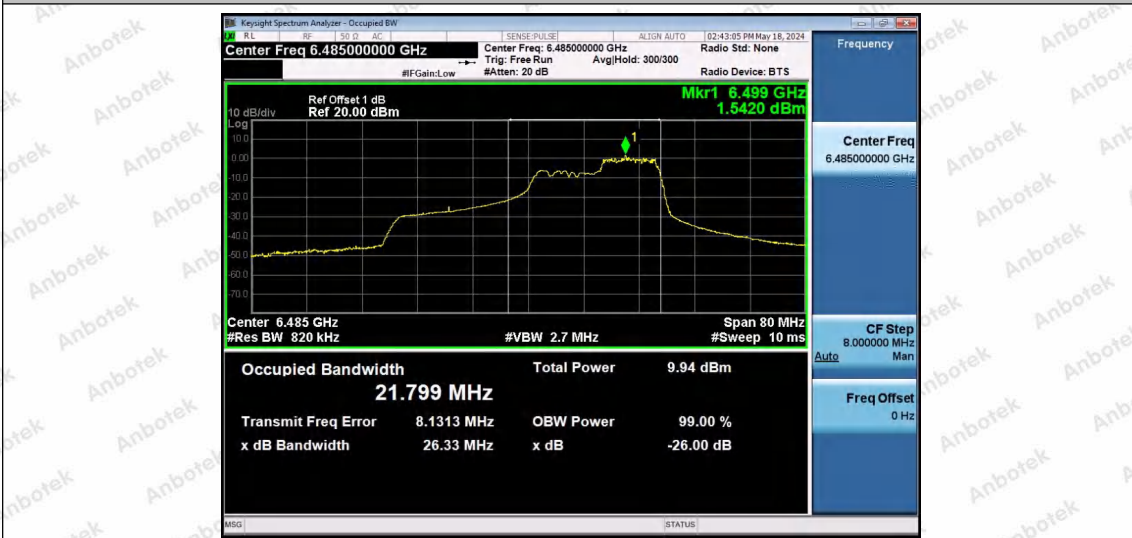 Keysight Spectrum Analyzer - Occupied BW
LXI RL RF 50 Ω AC SENSE:PULSE ALIGN AUTO 02:43:05 PM May 18, 2024
Center Freq 6.485000000 GHz
Center Freq: 6.485000000 GHz Radio Std: None
Trig: Free Run Avg|Hold: 300/300
#IFGain:Low #Atten: 20 dB Radio Device: BTS
Frequency
Mkr1 6.499 GHz
1.5420 dBm
Ref Offset 1 dB
10 dB/div Ref 20.00 dBm
Log
10.0
0.00
-10.0
-20.0
-30.0
-40.0
-50.0
-60.0
-70.0
1
Center 6.485 GHz Span 80 MHz
#Res BW 820 kHz #VBW 2.7 MHz #Sweep 10 ms
Center Freq
6.485000000 GHz
CF Step
8.000000 MHz
Auto Man
Freq Offset
0 Hz
Occupied Bandwidth Total Power 9.94 dBm
21.799 MHz
Transmit Freq Error 8.1313 MHz OBW Power 99.00 %
x dB Bandwidth 26.33 MHz x dB -26.00 dB
MSG STATUS
Anbotek